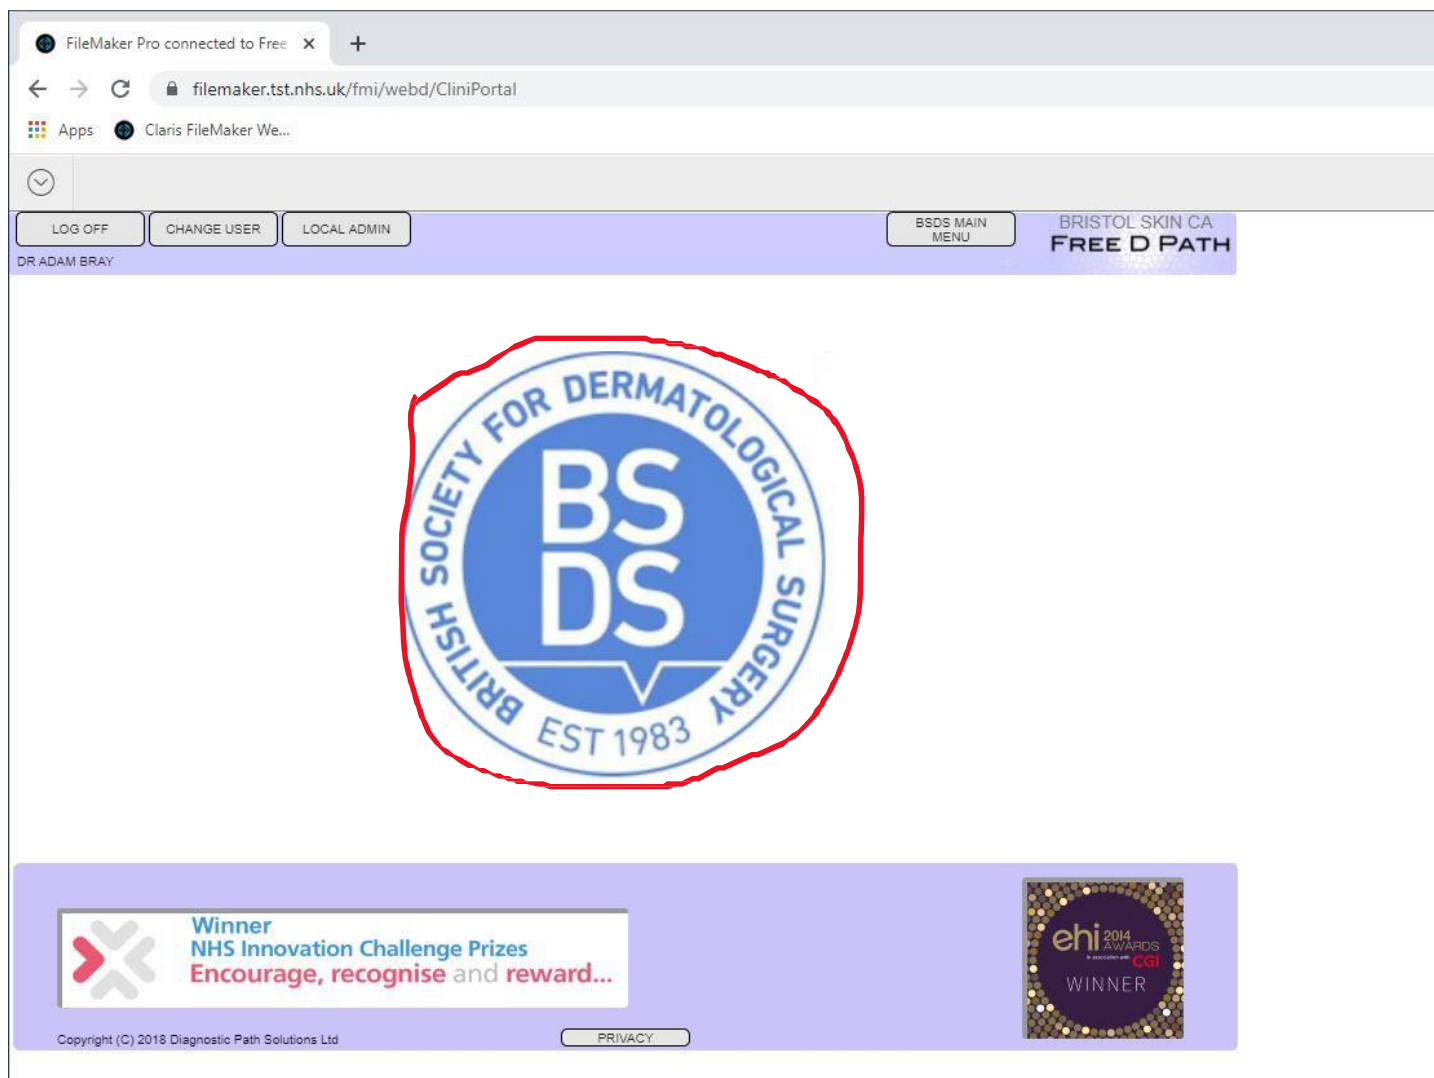 FileMaker Pro connected to Free
filemaker.tst.nhs.uk/fmi/webd/CliniPortal
Apps
Claris FileMaker We...
LOG OFF
CHANGE USER
LOCAL ADMIN
BSDS MAIN
MENU
BRISTOL SKIN CA
FREE D PATH
DR ADAM BRAY
BRITISH SOCIETY FOR DERMATOLOGICAL SURGERY
BS
DS
EST 1983
Winner
NHS Innovation Challenge Prizes
Encourage, recognise and reward...
ehi 2014
AWARDS
in association with
CGI
WINNER
Copyright (C) 2018 Diagnostic Path Solutions Ltd
PRIVACY